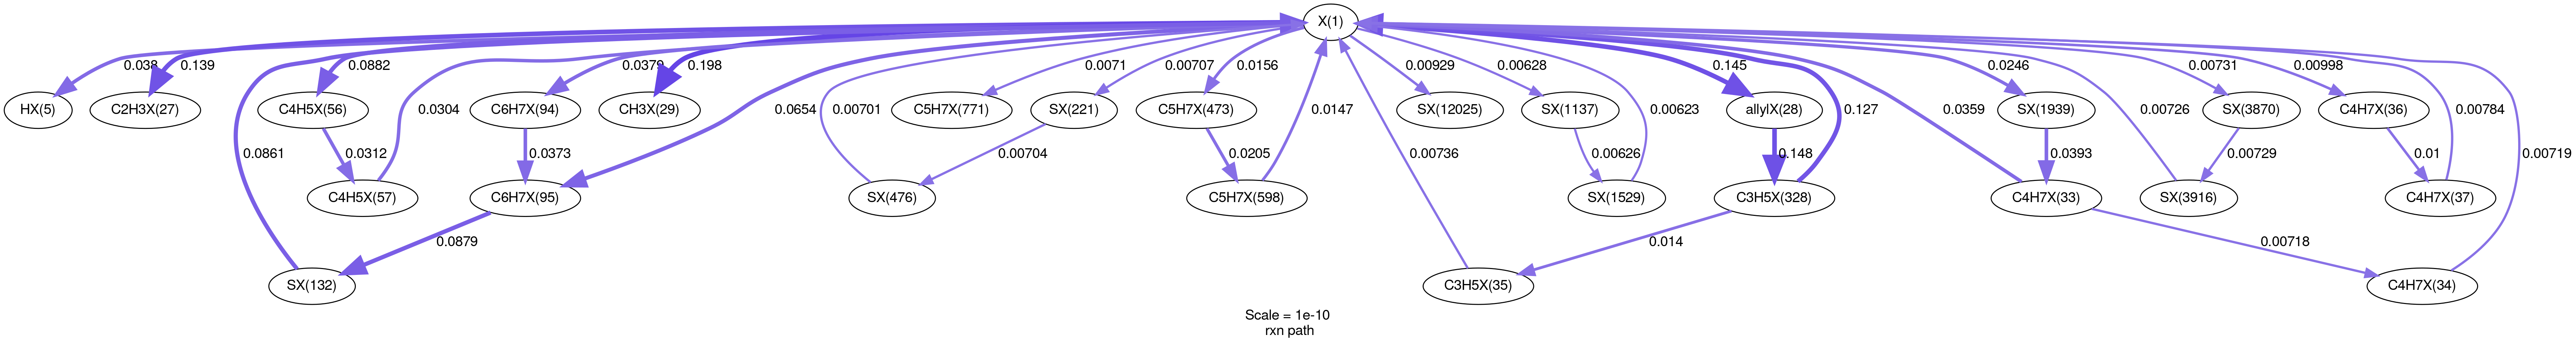 X(1)
0.038
0.139
0.0882
0.0379
0.198
0.0071
0.00707
0.0156
0.00929
0.00628
0.145
0.0246
0.00731
0.00998
HX(5)
C2H3X(27)
C4H5X(56)
C6H7X(94)
CH3X(29)
C5H7X(771)
SX(221)
C5H7X(473)
SX(12025)
SX(1137)
allylX(28)
SX(1939)
SX(3870)
C4H7X(36)
0.0304
0.0654
0.00701
0.0147
0.00623
0.127
0.0359
0.00726
0.00784
0.0861
0.0312
0.0373
0.00704
0.0205
0.00736
0.00626
0.148
0.0393
0.00729
0.01
0.00719
C4H5X(57)
C6H7X(95)
SX(476)
C5H7X(598)
SX(1529)
C3H5X(328)
C4H7X(33)
SX(3916)
C4H7X(37)
0.0879
0.014
0.00718
SX(132)
C3H5X(35)
C4H7X(34)
Scale = 1e-10
rxn path